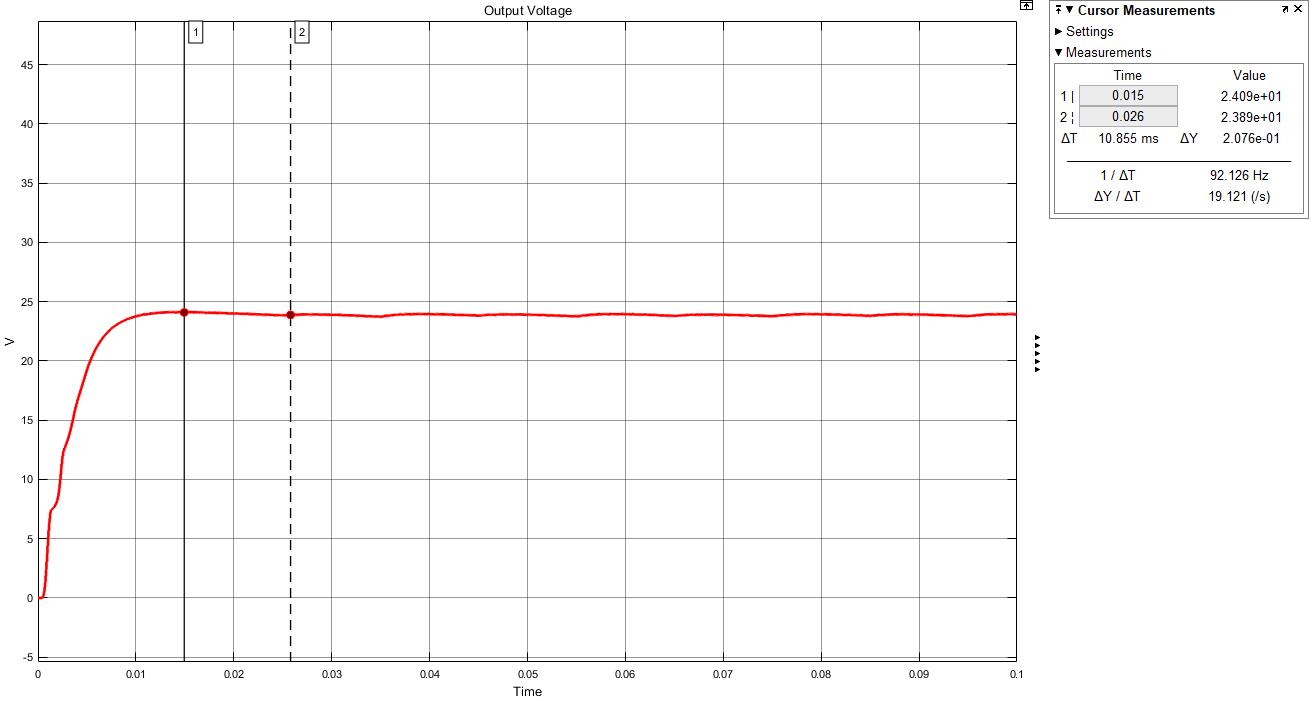 Output Voltage
1
2
45
40
35
30
25
20
15
10
5
0
-5
V
0 0.01 0.02 0.03 0.04 0.05 0.06 0.07 0.08 0.09 0.1
Time
Cursor Measurements
Settings
Measurements
Time Value
1 | 0.015 2.409e+01
2 ¦ 0.026 2.389e+01
ΔT 10.855 ms ΔY 2.076e-01
1 / ΔT 92.126 Hz
ΔY / ΔT 19.121 (/s)